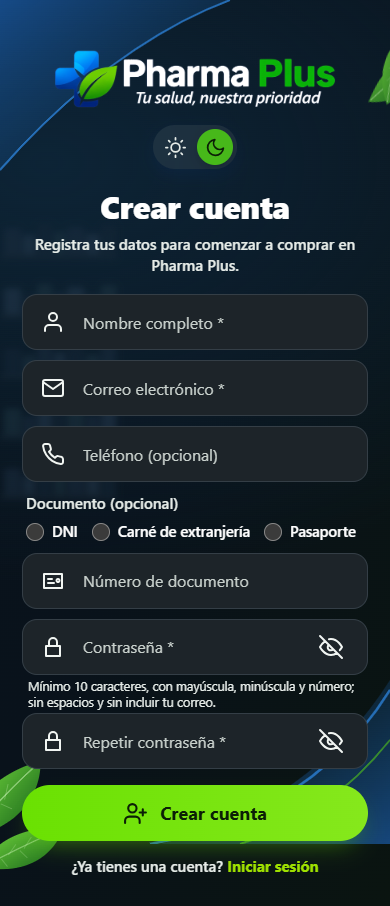 Pharma Plus
Tu salud, nuestra prioridad
Crear cuenta
Registra tus datos para comenzar a comprar en
Pharma Plus.
Nombre completo *
Correo electrónico *
Teléfono (opcional)
Documento (opcional)
DNI Carné de extranjería Pasaporte
Número de documento
Contraseña *
Mínimo 10 caracteres, con mayúscula, minúscula y número;
sin espacios y sin incluir tu correo.
Repetir contraseña *
Crear cuenta
¿Ya tienes una cuenta? Iniciar sesión